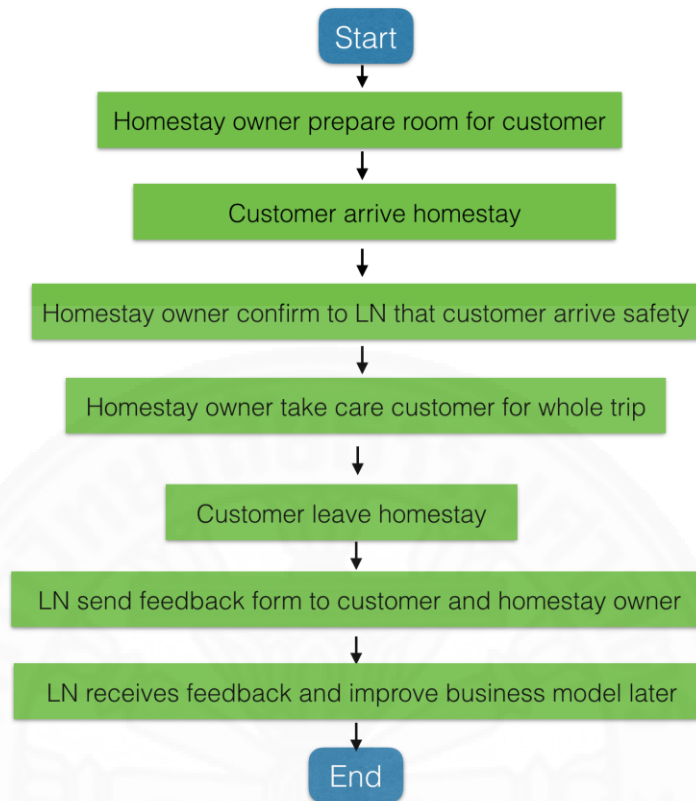 Start
Homestay owner prepare room for customer
Customer arrive homestay
Homestay owner confirm to LN that customer arrive safety
Homestay owner take care customer for whole trip
Customer leave homestay
LN send feedback form to customer and homestay owner
LN receives feedback and improve business model later
End